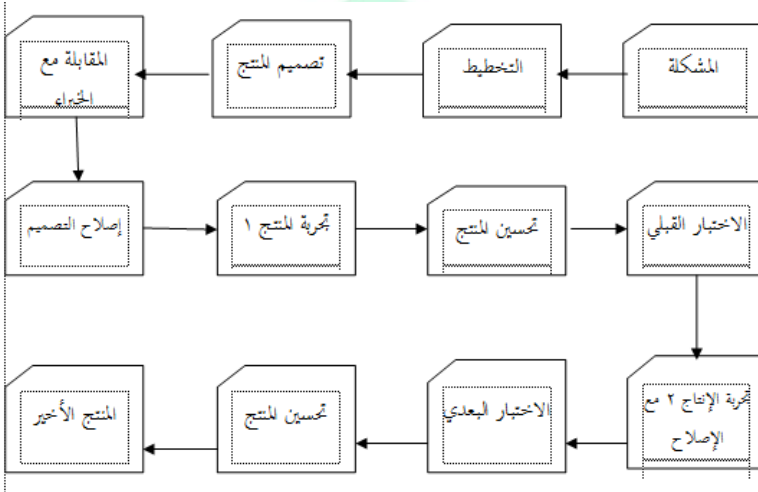 المشكلة
التخطيط
تصميم المنتج
المقابلة مع
الخبراء
إصلاح التصميم
تجربة المنتج ١
تحسين المنتج
الاختبار القبلي
تجربة الإنتاج ٢ مع
الإصلاح
الاختبار البعدي
تحسين المنتج
المنتج الأخير